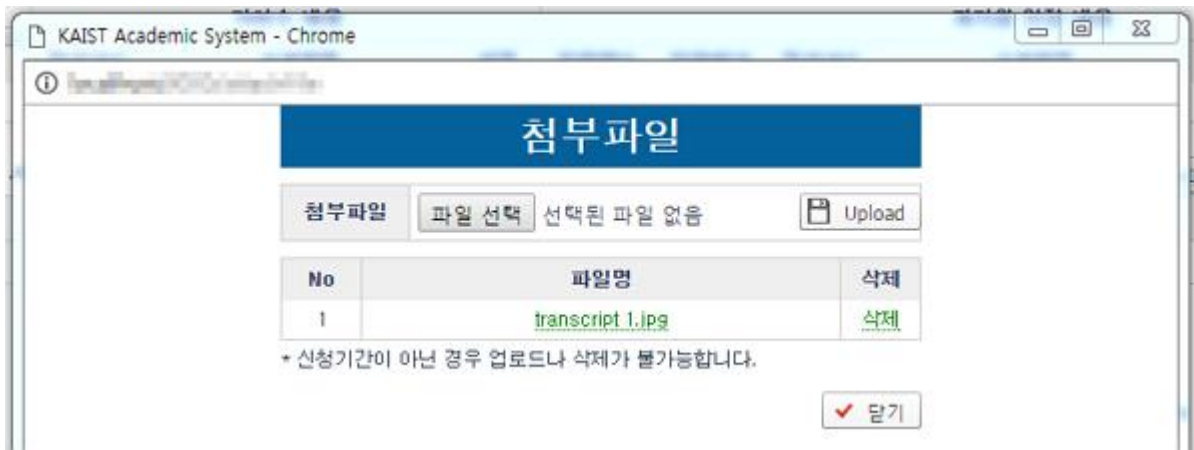 KAIST Academic System - Chrome
첨부파일
첨부파일 파일 선택 선택된 파일 없음 Upload
No 파일명 삭제
1 transcript 1.jpg 삭제
* 신청기간이 아닌 경우 업로드나 삭제가 불가능합니다.
닫기